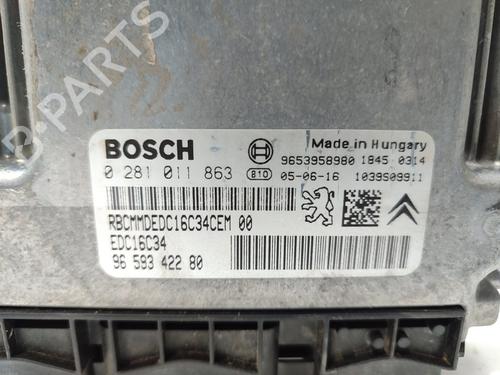 B-PARTS
BOSCH
Made in Hungary
9653958980 1845 0314
0 281 011 863 810 05-06-16 1039S09911
RBCMMDEDC16C34CEM 00
EDC16C34
96 593 422 80